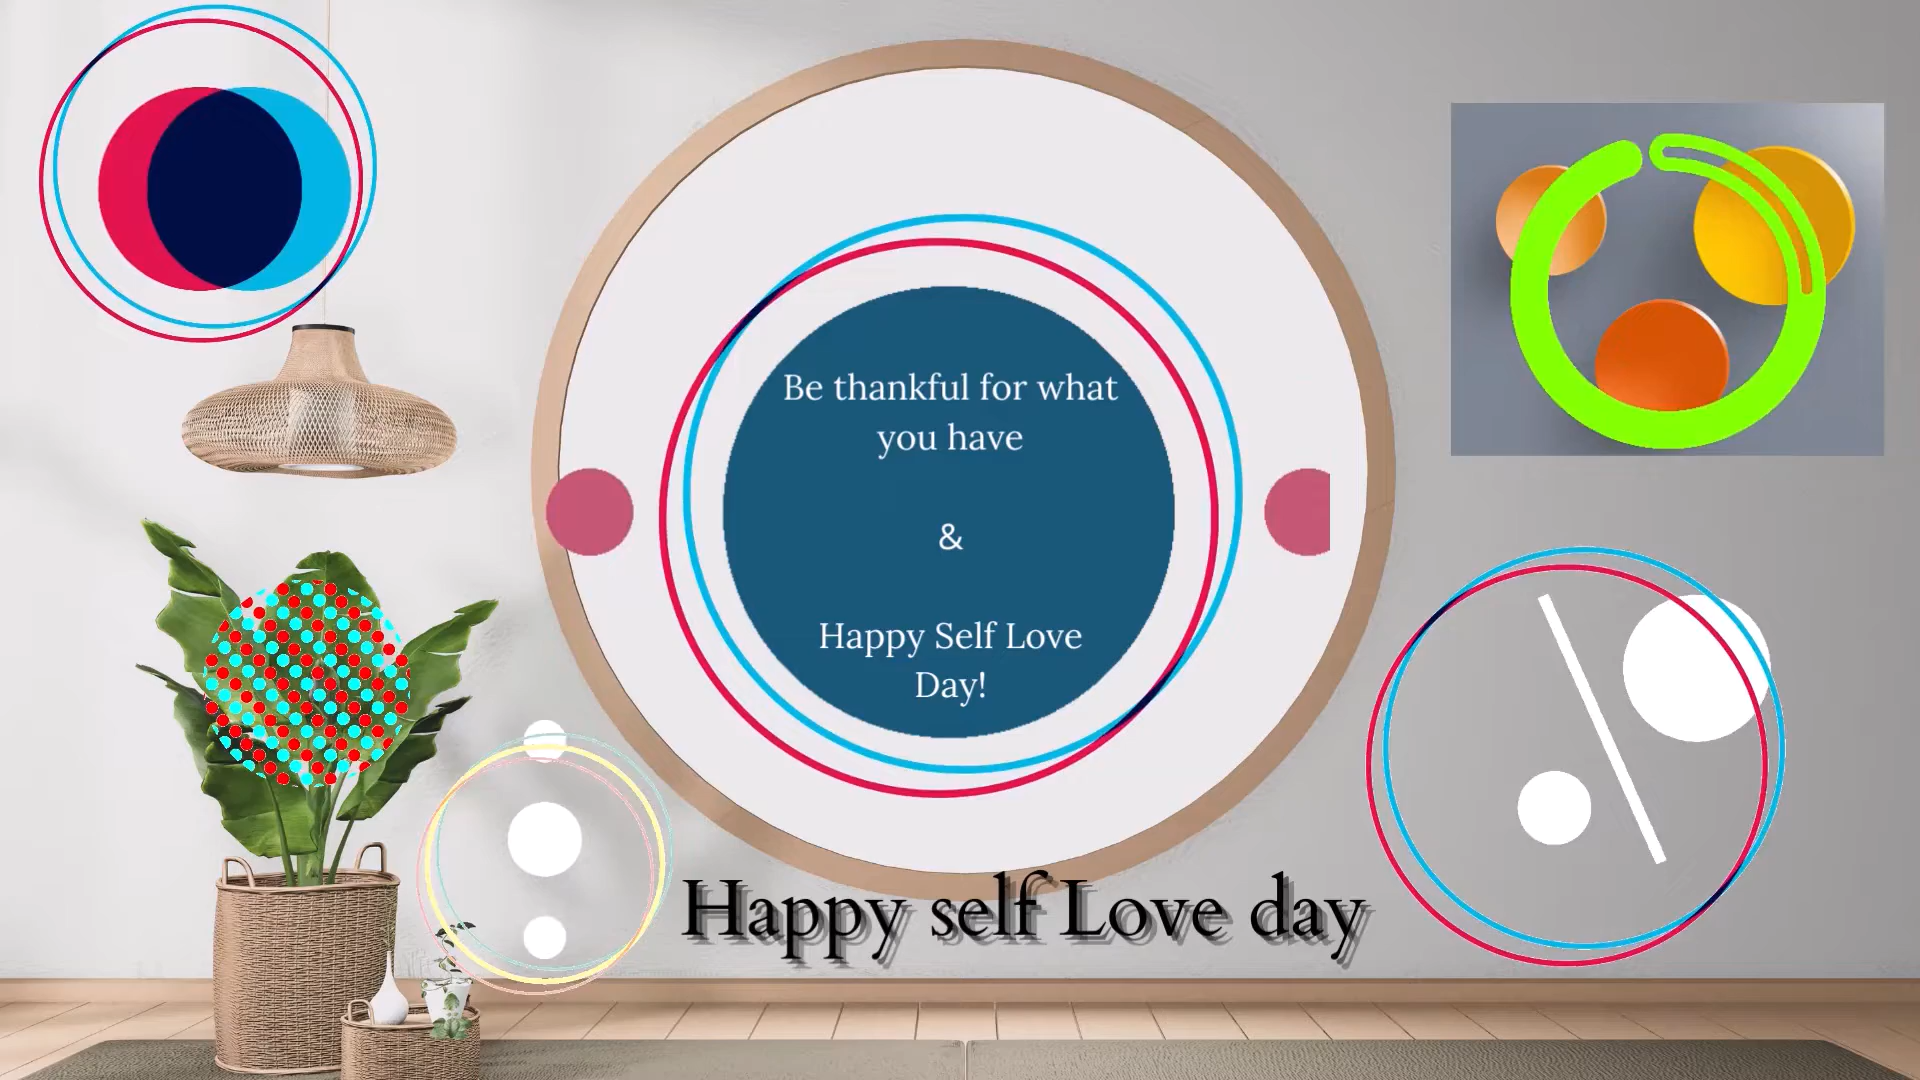 Be thankful for what
you have
&
Happy Self Love
Day!
Happy self Love day